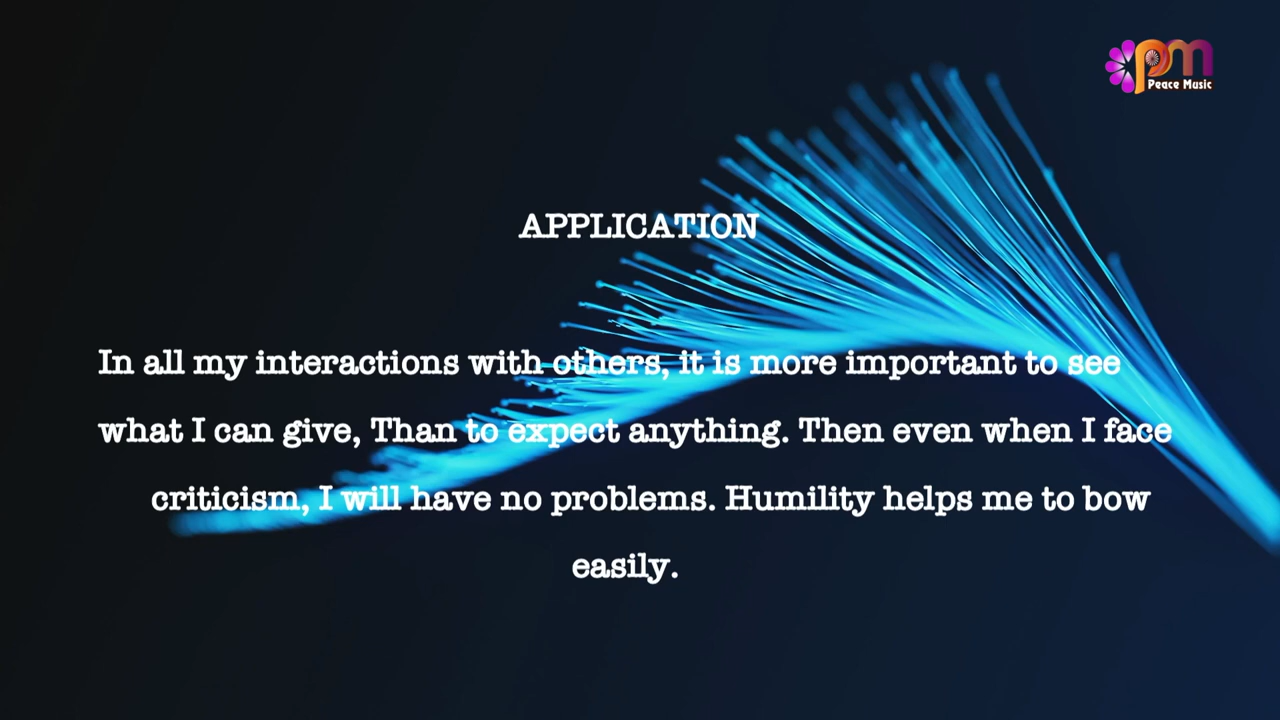 pm
Peace Music
APPLICATION
In all my interactions with others, it is more important to see
what I can give, Than to expect anything. Then even when I face
criticism, I will have no problems. Humility helps me to bow
easily.